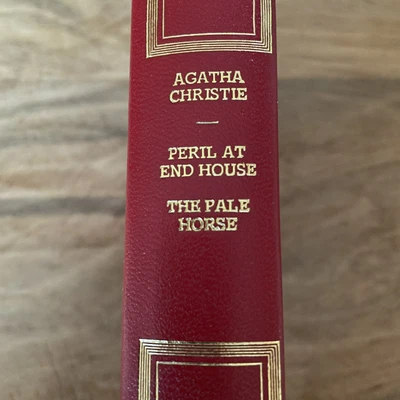 AGATHA
CHRISTIE
PERIL AT
END HOUSE
THE PALE
HORSE